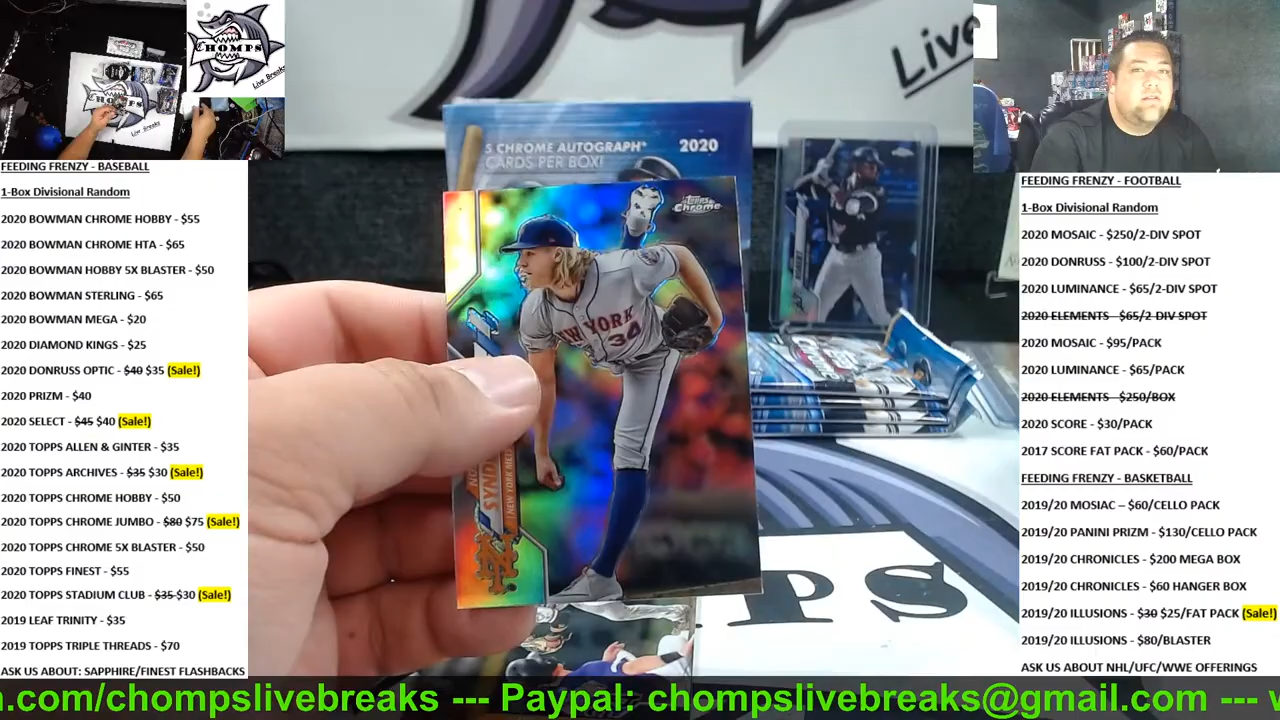 CHOMPS
Live Breaks
FEEDING FRENZY - BASEBALL
1-Box Divisional Random
2020 BOWMAN CHROME HOBBY - $55
2020 BOWMAN CHROME HTA - $65
2020 BOWMAN HOBBY 5X BLASTER - $50
2020 BOWMAN STERLING - $65
2020 BOWMAN MEGA - $20
2020 DIAMOND KINGS - $25
2020 DONRUSS OPTIC - $40 $35 (Sale!)
2020 PRIZM - $40
2020 SELECT - $45 $40 (Sale!)
2020 TOPPS ALLEN & GINTER - $35
2020 TOPPS ARCHIVES - $35 $30 (Sale!)
2020 TOPPS CHROME HOBBY - $50
2020 TOPPS CHROME JUMBO - $80 $75 (Sale!)
2020 TOPPS CHROME 5X BLASTER - $50
2020 TOPPS FINEST - $55
2020 TOPPS STADIUM CLUB - $35 $30 (Sale!)
2019 LEAF TRINITY - $35
2019 TOPPS TRIPLE THREADS - $70
ASK US ABOUT: SAPPHIRE/FINEST FLASHBACKS
Live
5 CHROME AUTOGRAPH*
CARDS PER BOX!
2020
Topps
Chrome
NEW YORK
34
SYND
NEW YORK METS
PS
FEEDING FRENZY - FOOTBALL
1-Box Divisional Random
2020 MOSAIC - $250/2-DIV SPOT
2020 DONRUSS - $100/2-DIV SPOT
2020 LUMINANCE - $65/2-DIV SPOT
2020 ELEMENTS - $65/2-DIV SPOT
2020 MOSAIC - $95/PACK
2020 LUMINANCE - $65/PACK
2020 ELEMENTS - $250/BOX
2020 SCORE - $30/PACK
2017 SCORE FAT PACK - $60/PACK
FEEDING FRENZY - BASKETBALL
2019/20 MOSIAC – $60/CELLO PACK
2019/20 PANINI PRIZM - $130/CELLO PACK
2019/20 CHRONICLES - $200 MEGA BOX
2019/20 CHRONICLES - $60 HANGER BOX
2019/20 ILLUSIONS - $30 $25/FAT PACK (Sale!)
2019/20 ILLUSIONS - $80/BLASTER
ASK US ABOUT NHL/UFC/WWE OFFERINGS
.com/chompslivebreaks --- Paypal: chompslivebreaks@gmail.com ---